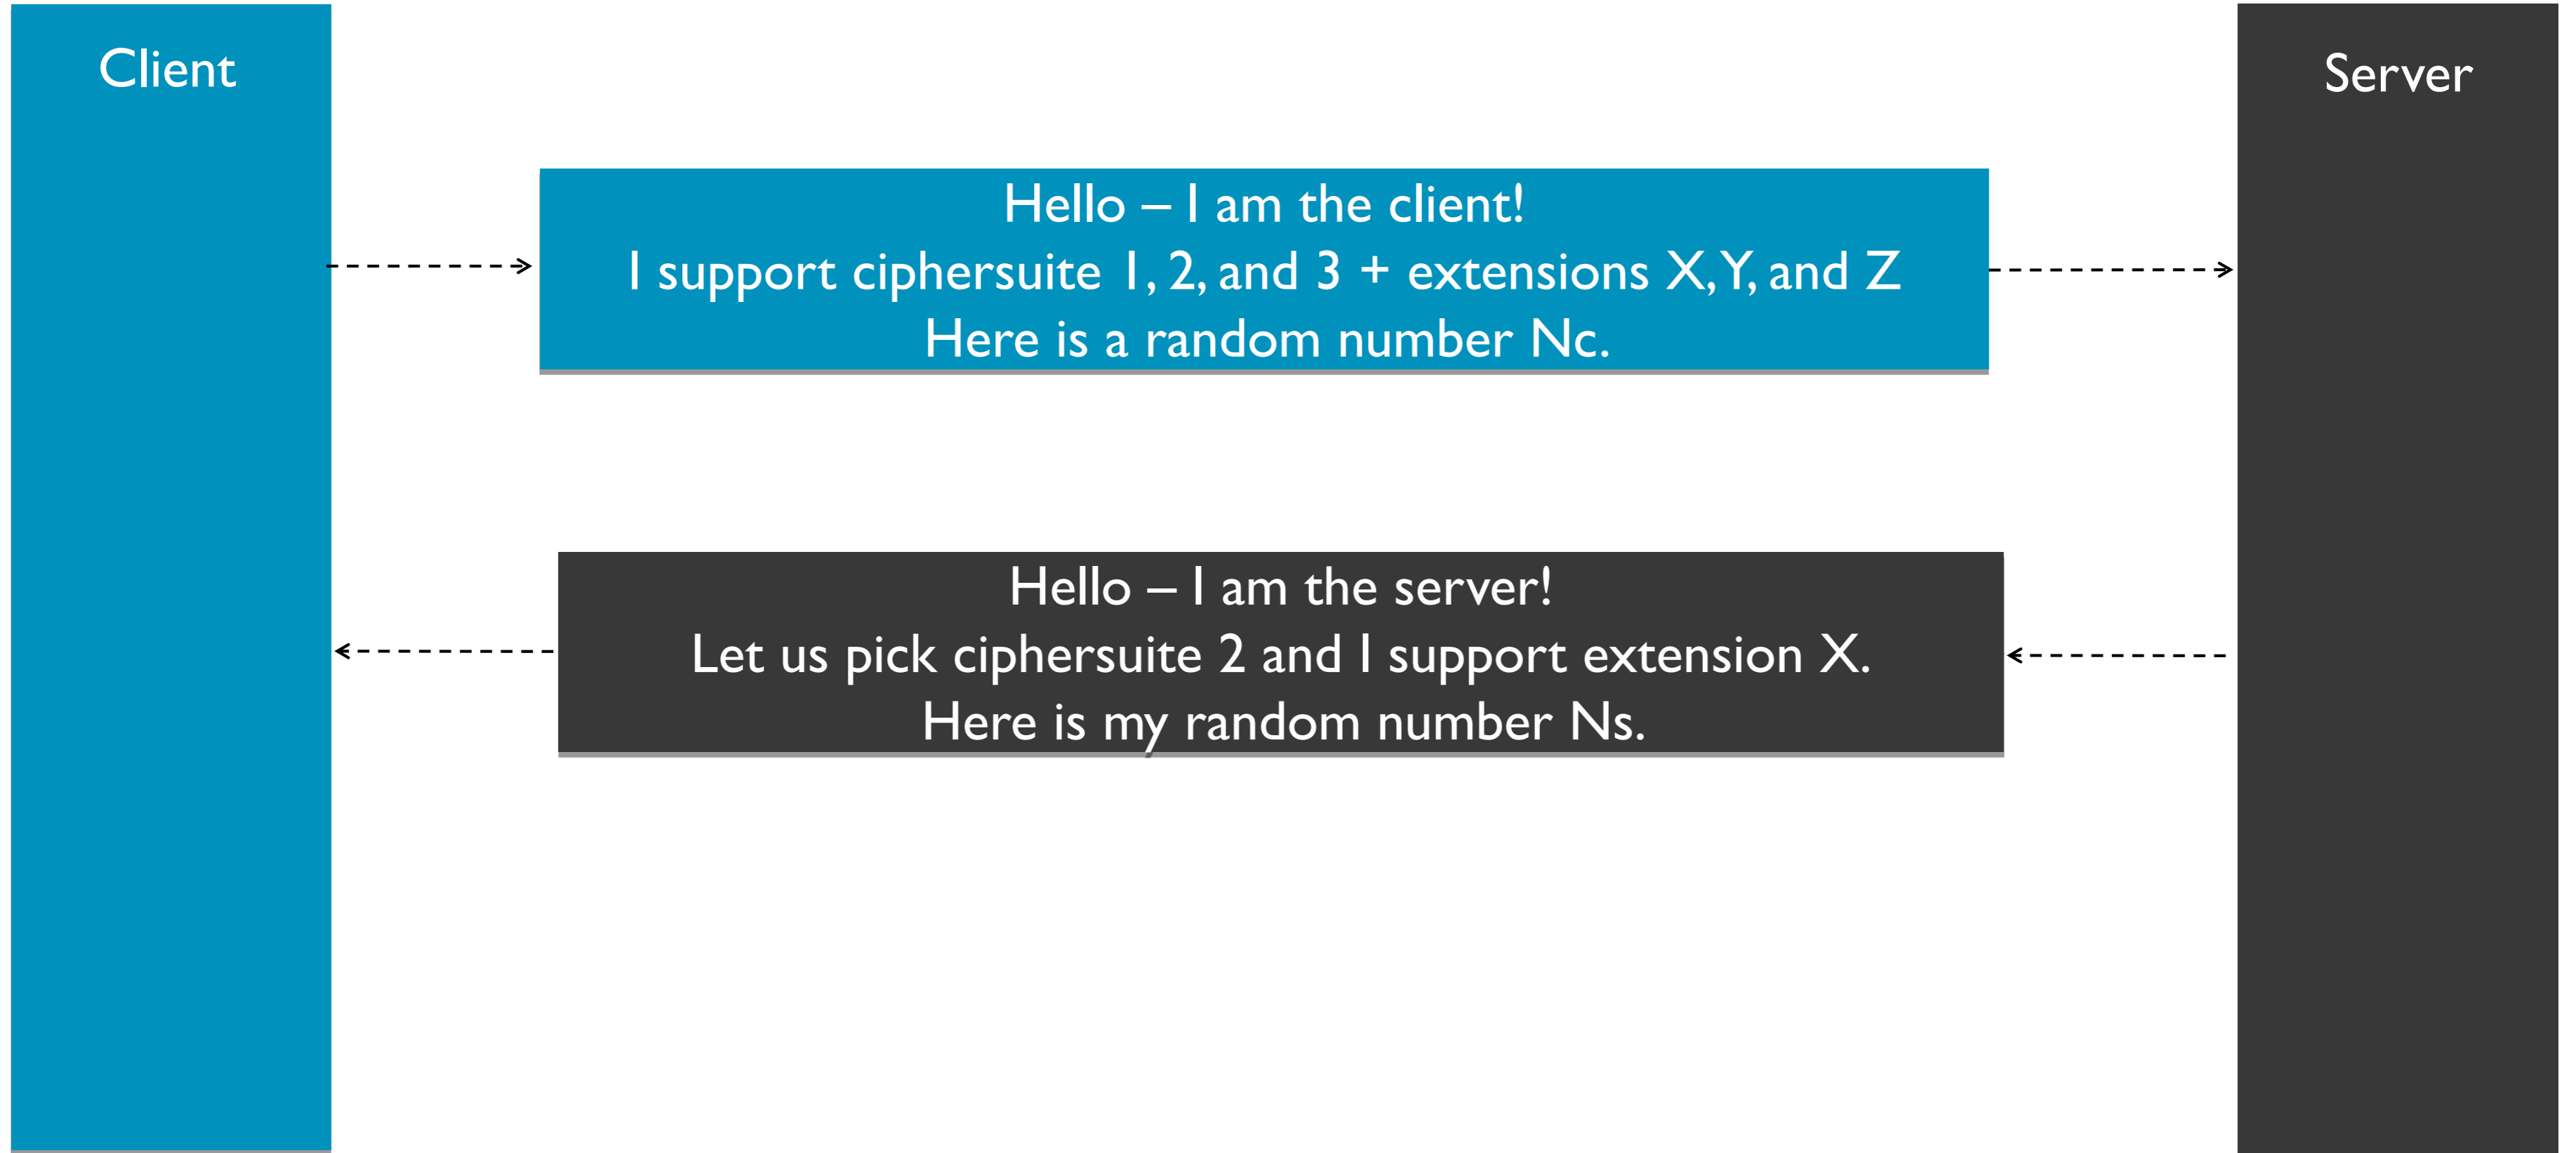 Client
Server
Hello – I am the client!
I support ciphersuite 1, 2, and 3 + extensions X, Y, and Z
Here is a random number Nc.
Hello – I am the server!
Let us pick ciphersuite 2 and I support extension X.
Here is my random number Ns.